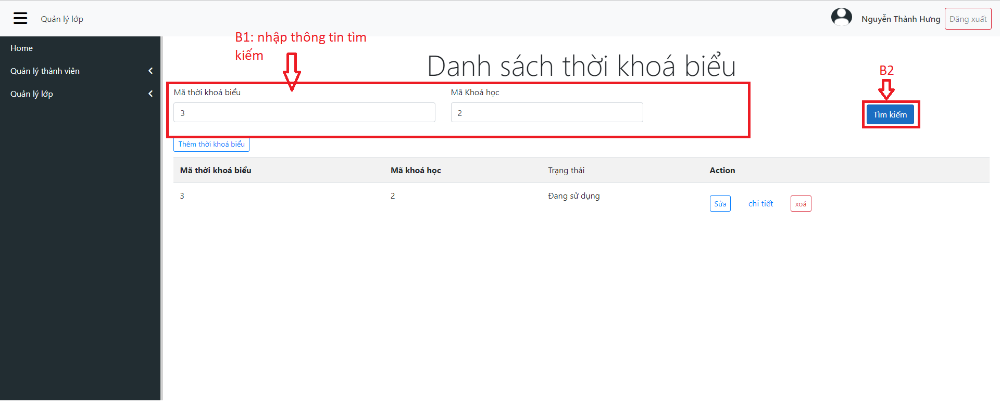 Quản lý lớp
Nguyễn Thành Hưng
Đăng xuất
B1: nhập thông tin tìm
kiếm
Home
Quản lý thành viên
Quản lý lớp
Danh sách thời khoá biểu
B2
Mã thời khoá biểu
Mã Khoá học
3
2
Tìm kiếm
Thêm thời khoá biểu
Mã thời khoá biểu
Mã khoá học
Trạng thái
Action
3
2
Đang sử dụng
Sửa
chi tiết
xoá